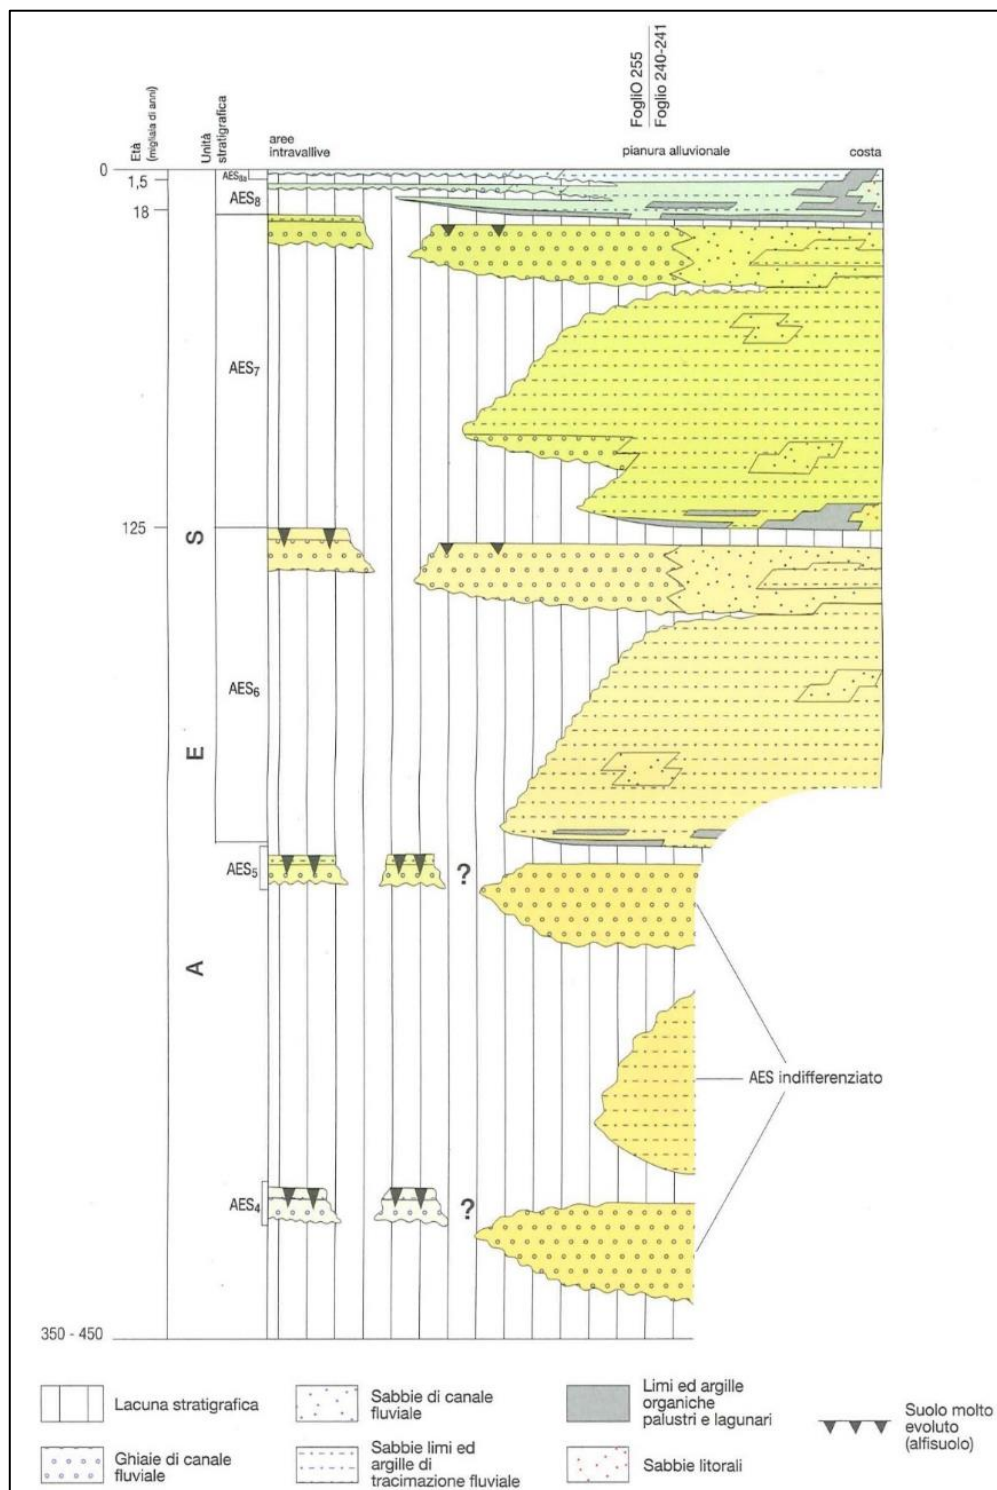 FogliO 255
Foglio 240-241
Età
(migliaia di anni)
Unità
stratigrafica
aree
intravallive
pianura alluvionale
costa
0
AES8a
1,5
AES8
18
AES7
125
S
AES6
E
AES5
?
A
AES indifferenziato
AES4
?
350 - 450
Lacuna stratigrafica
Sabbie di canale
fluviale
Limi ed argille
organiche
palustri e lagunari
Suolo molto
evoluto
(alfisuolo)
Ghiaie di canale
fluviale
Sabbie limi ed
argille di
tracimazione fluviale
Sabbie litorali